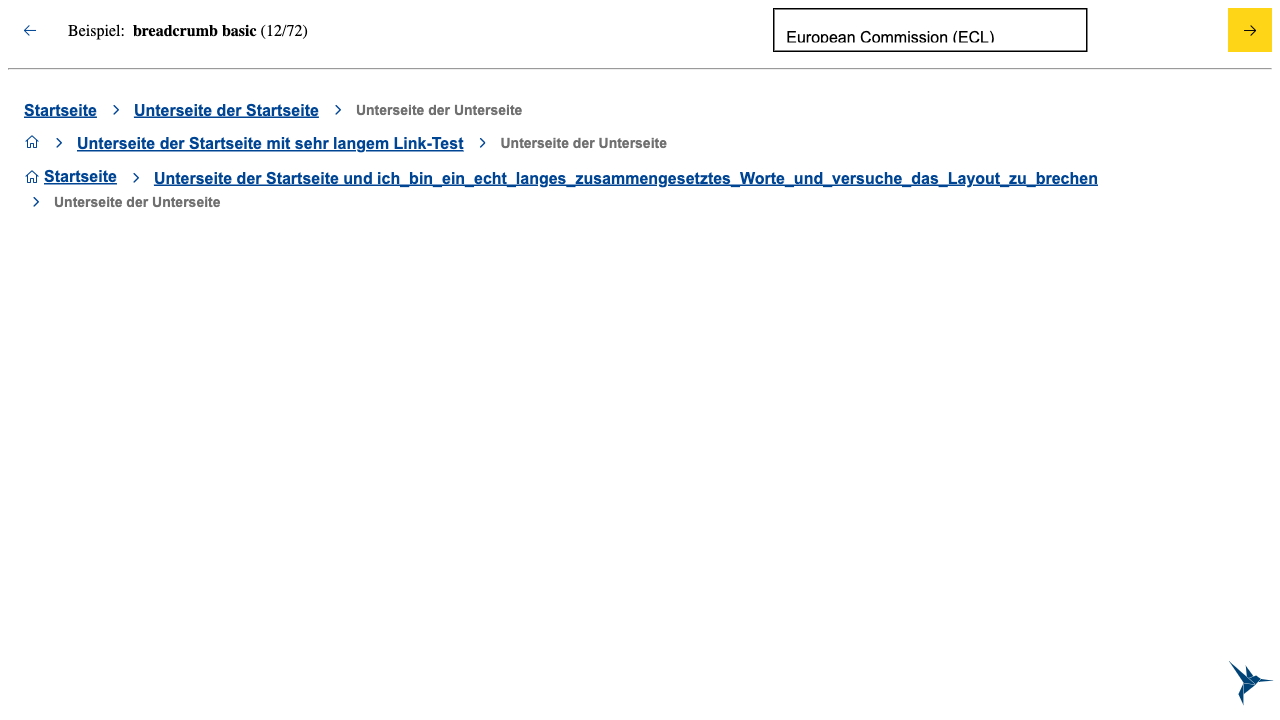 Beispiel: breadcrumb basic (12/72)
European Commission (ECL)
Startseite Unterseite der Startseite Unterseite der Unterseite
Unterseite der Startseite mit sehr langem Link-Test Unterseite der Unterseite
Startseite Unterseite der Startseite und ich_bin_ein_echt_langes_zusammengesetztes_Worte_und_versuche_das_Layout_zu_brechen
Unterseite der Unterseite